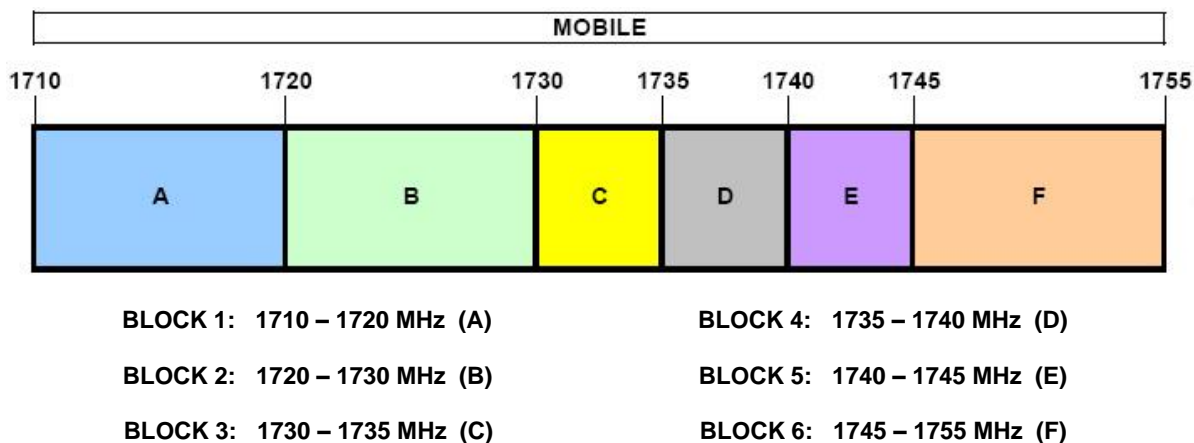 MOBILE
1710 1720 1730 1735 1740 1745 1755
A B C D E F
BLOCK 1: 1710 – 1720 MHz (A) BLOCK 4: 1735 – 1740 MHz (D)
BLOCK 2: 1720 – 1730 MHz (B) BLOCK 5: 1740 – 1745 MHz (E)
BLOCK 3: 1730 – 1735 MHz (C) BLOCK 6: 1745 – 1755 MHz (F)